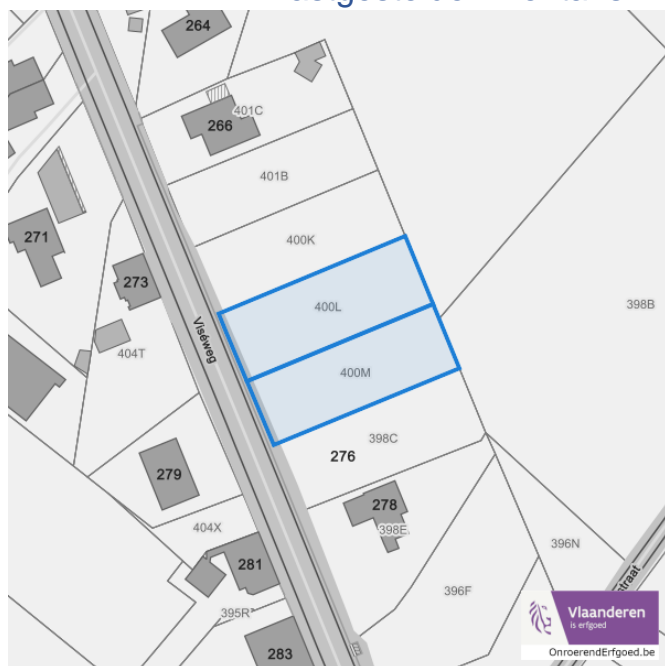 264
401C
266
401B
271
400K
273
400L
398B
Viséweg
404T
400M
398C
276
279
278
398E
404X
396N
281
396F
395R
straat
283
Vlaanderen
is erfgoed
OnroerendErfgoed.be